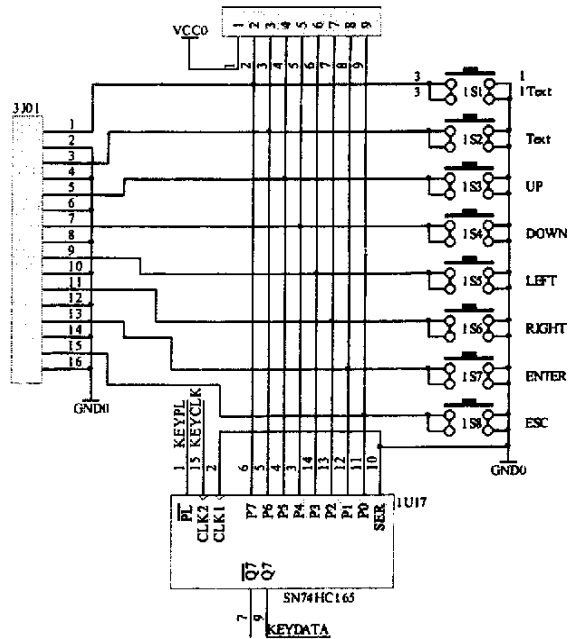 1 2 3 4 5 6 7 8 9
VCC0
1 2 3 4 5 6 7 8 9
3J01
1
2
3
4
5
6
7
8
9
10
11
12
13
14
15
16
GND0
3 1
3 1S1 1 Text
1S2 Text
1S3 UP
1S4 DOWN
1S5 LEFT
1S6 RIGHT
1S7 ENTER
1S8 ESC
GND0
KEYPL
KEYCLK
1 15 2 6 5 4 3 14 13 12 11 10
1U17
PL CLK2 CLK1 P7 P6 P5 P4 P3 P2 P1 P0 SER
Q7 Q7
SN74HC165
7 9
KEYDATA